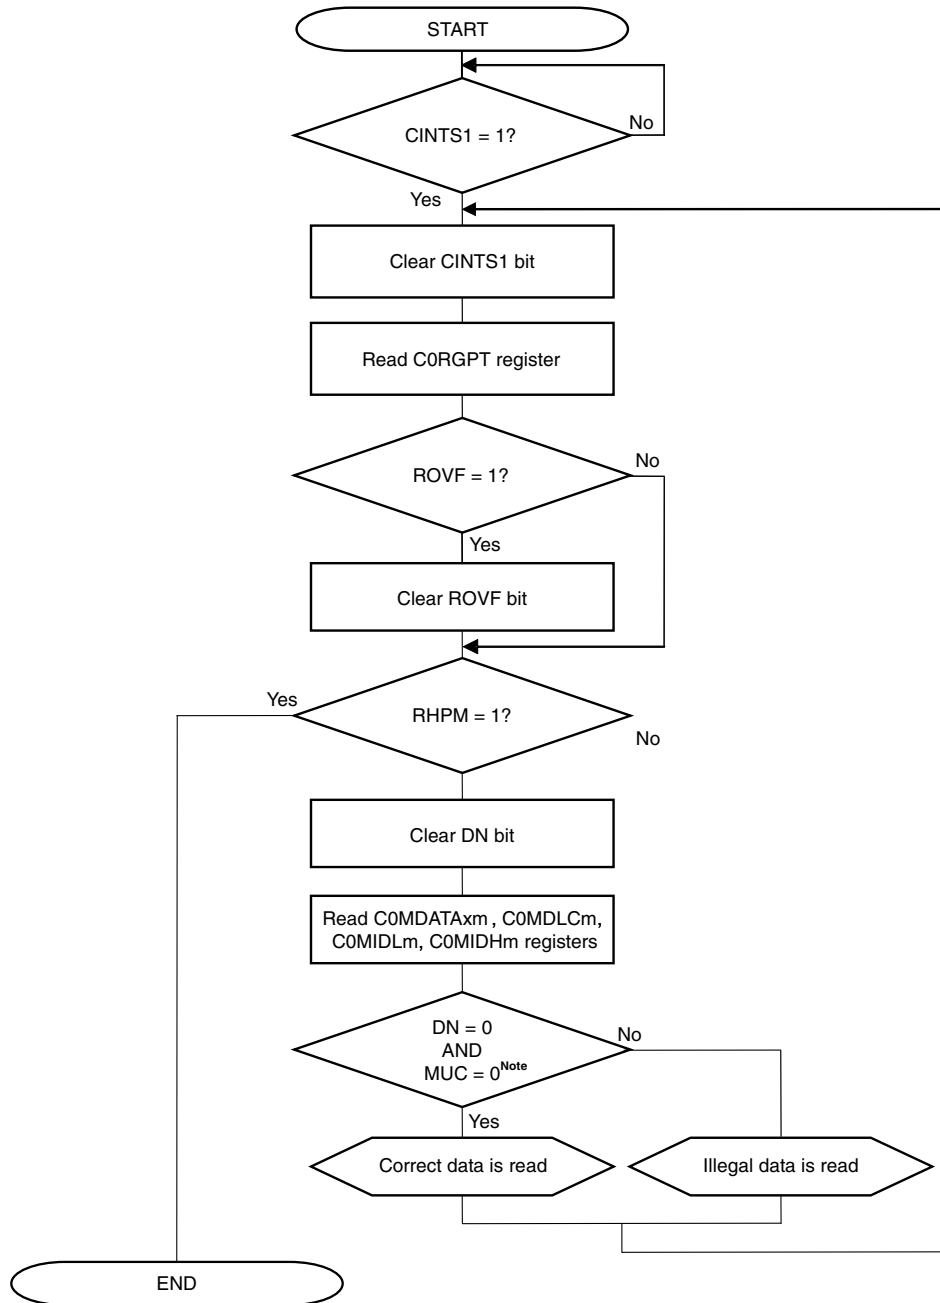 START
CINTS1 = 1?
No
Yes
Clear CINTS1 bit
Read C0RGPT register
ROVF = 1?
No
Yes
Clear ROVF bit
Yes
RHPM = 1?
No
Clear DN bit
Read C0MDATAxm , C0MDLCm,
C0MIDLm, C0MIDHm registers
DN = 0
AND
MUC = 0Note
No
Yes
Correct data is read
Illegal data is read
END